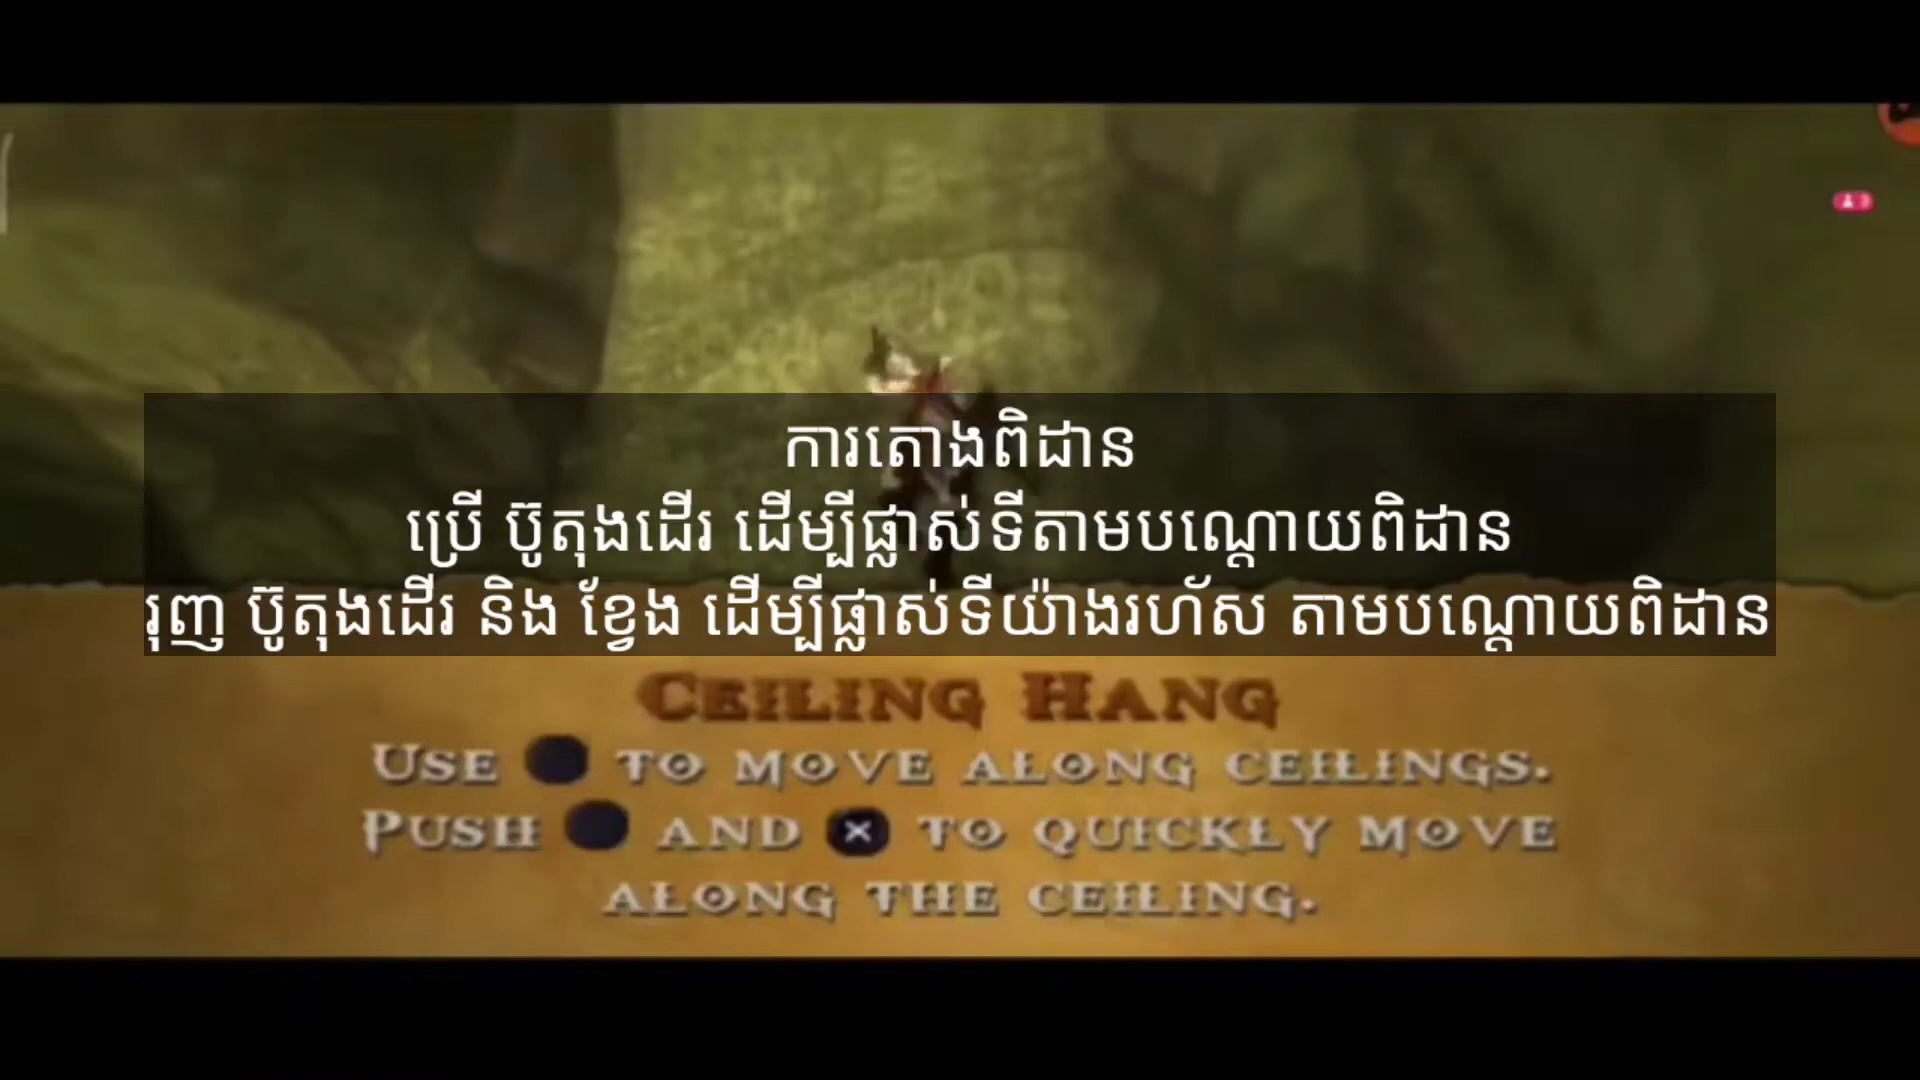 ការតោងពិដាន
ប្រើ ប៊ូតុងដើរ ដើម្បីផ្លាស់ទីតាមបណ្ដោយពិដាន
រុញ ប៊ូតុងដើរ និង ខ្វែង ដើម្បីផ្លាស់ទីយ៉ាងរហ័ស តាមបណ្ដោយពិដាន
CEILING HANG
USE TO MOVE ALONG CEILINGS.
PUSH AND ✕ TO QUICKLY MOVE
ALONG THE CEILING.